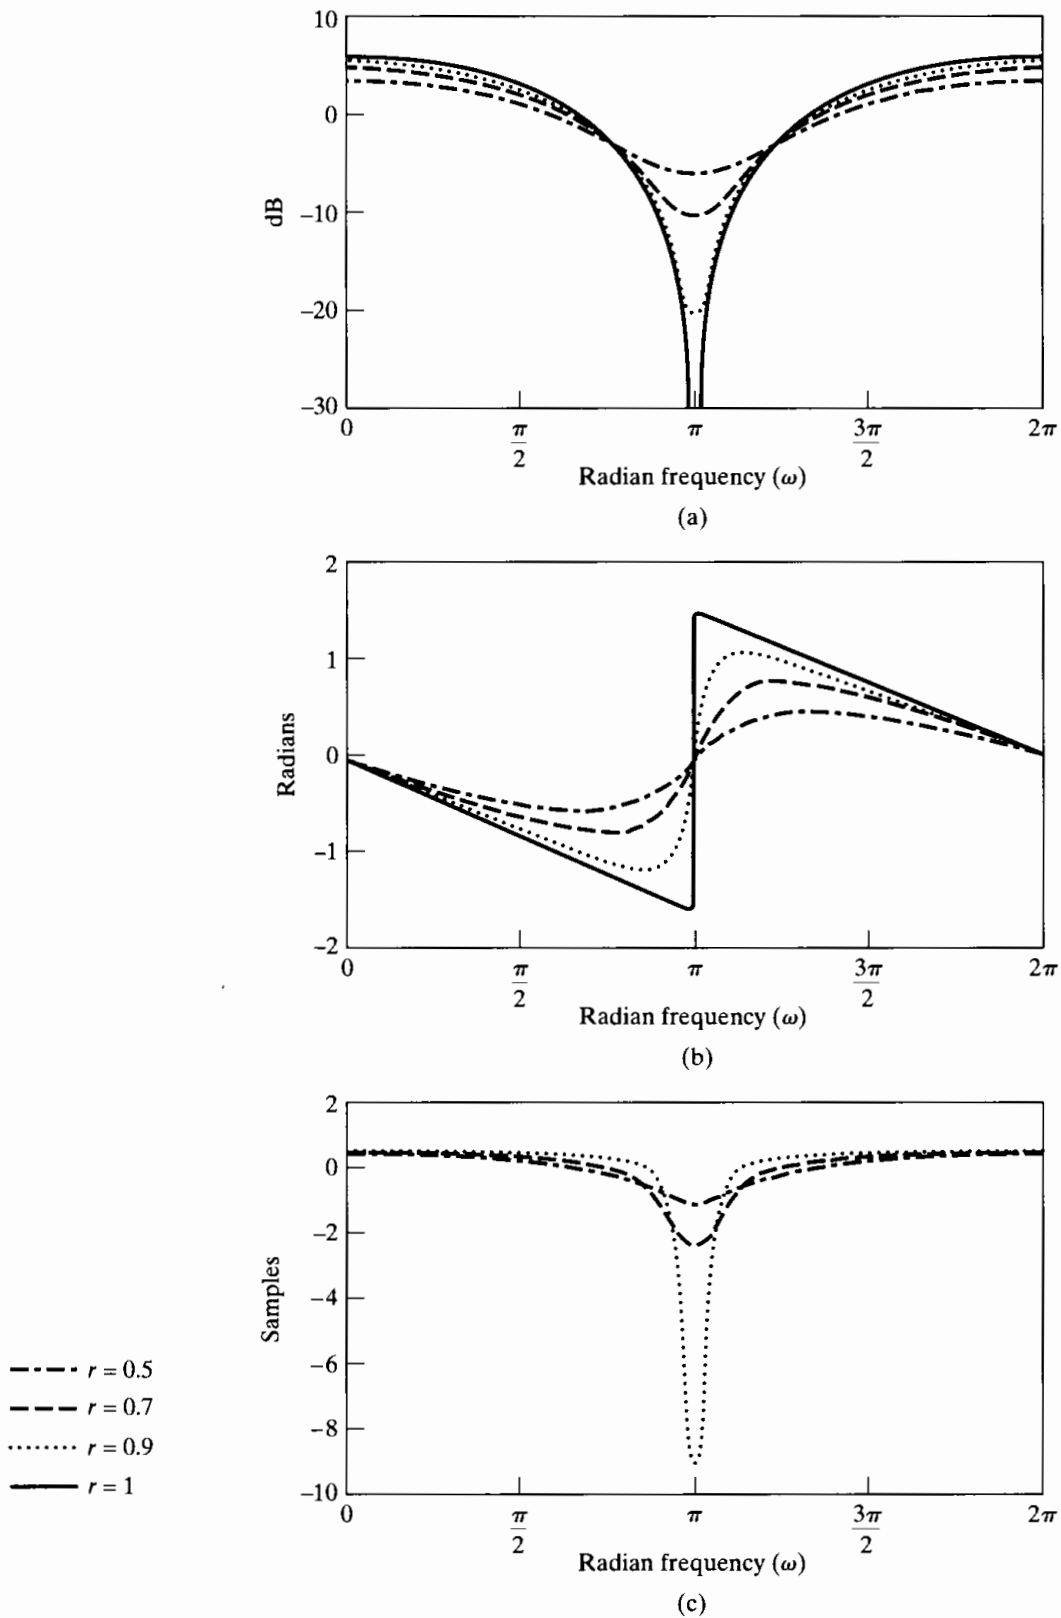 10
0
dB
–10
–20
–30
0
π/2
π
3π/2
2π
Radian frequency (ω)
(a)
2
1
0
Radians
–1
–2
0
π/2
π
3π/2
2π
Radian frequency (ω)
(b)
2
0
–2
–4
Samples
–6
–8
–10
0
π/2
π
3π/2
2π
Radian frequency (ω)
(c)
r = 0.5
r = 0.7
r = 0.9
r = 1